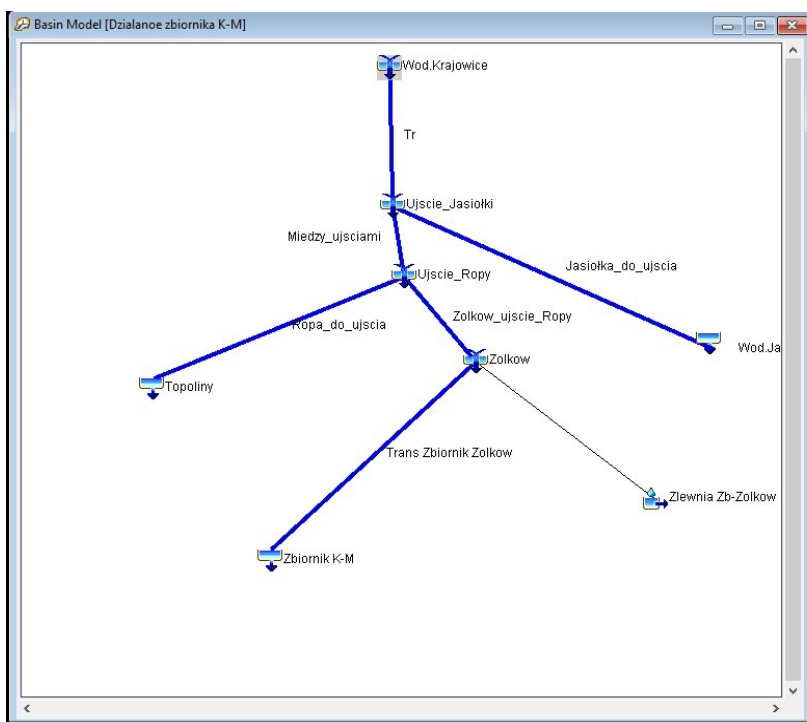 Basin Model [Dzialanoe zbiornika K-M]
Wod.Krajowice
Tr
Ujscie_Jasiołki
Miedzy_ujsciami
Jasiołka_do_ujscia
Ujscie_Ropy
Ropa_do_ujscia
Zolkow_ujscie_Ropy
Wod.Ja
Zolkow
Topoliny
Trans Zbiornik Zolkow
Zlewnia Zb-Zolkow
Zbiornik K-M